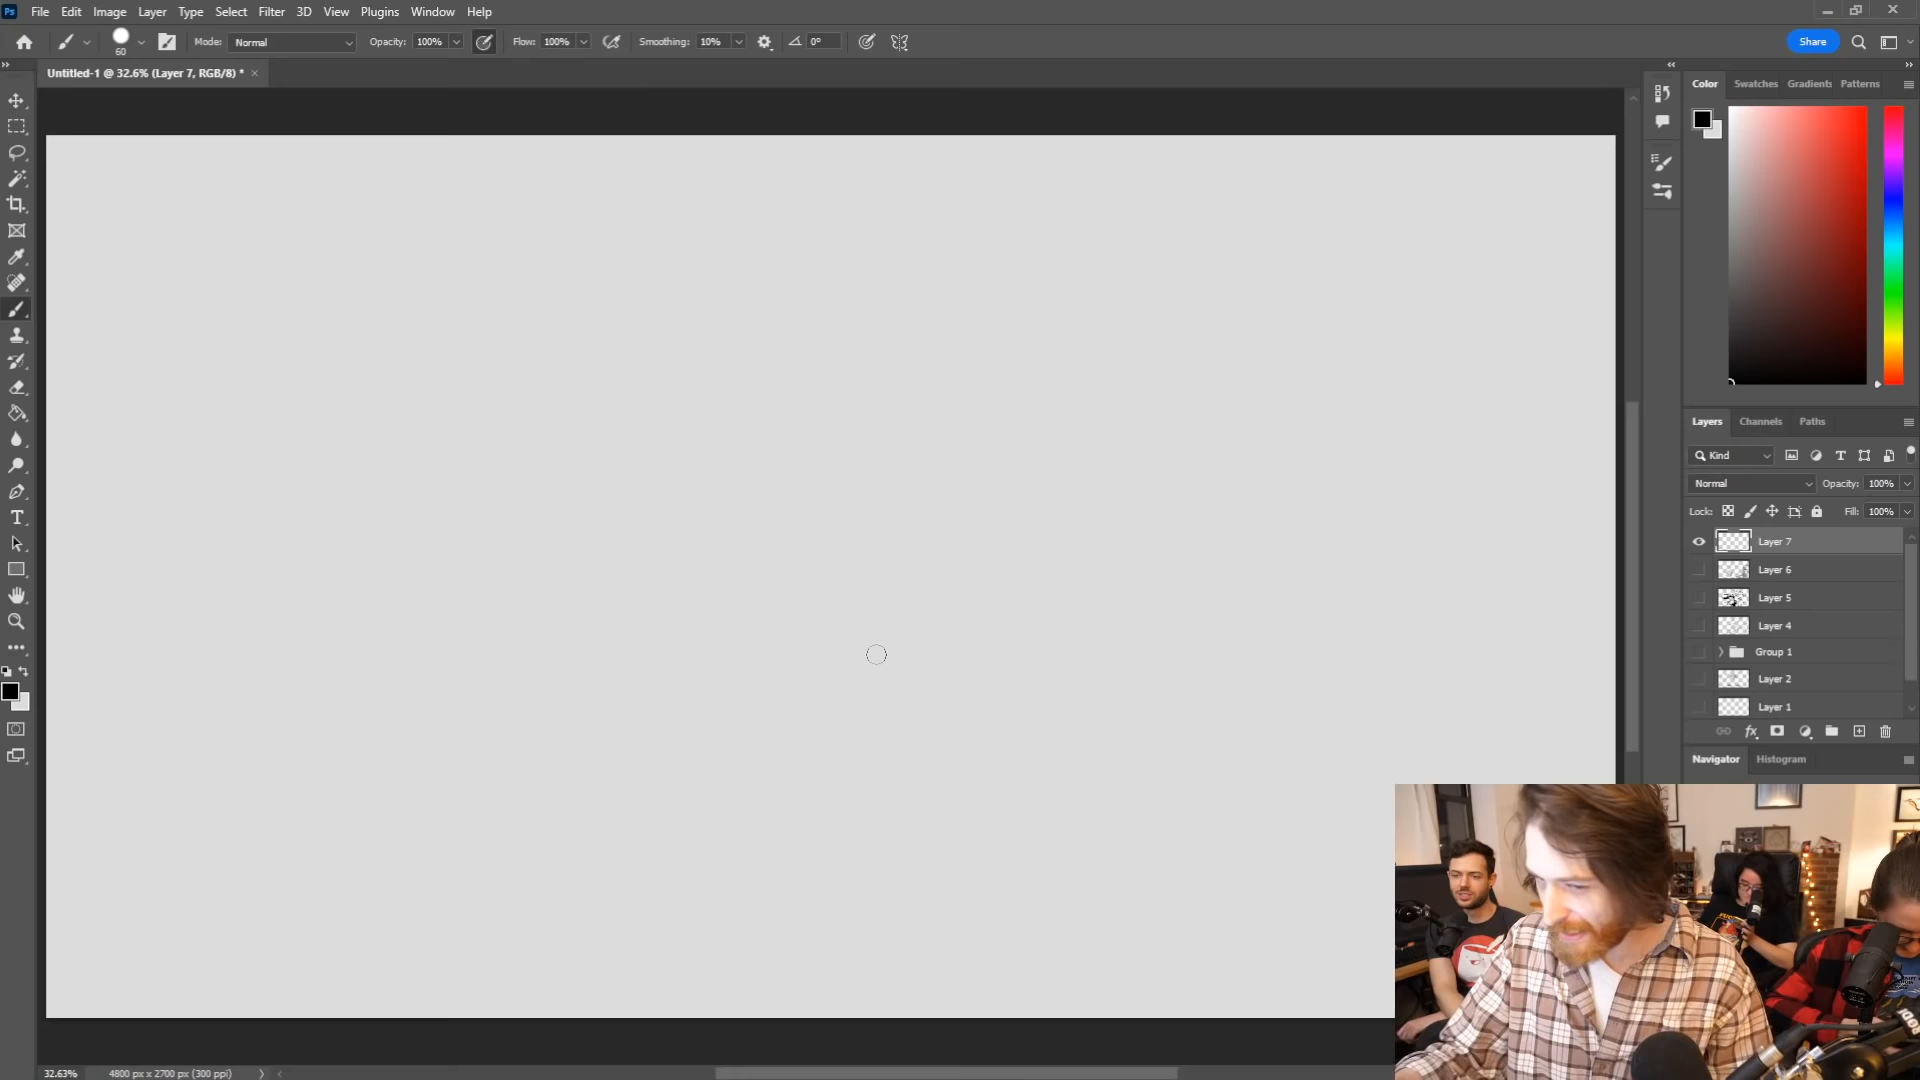 Ps File Edit Image Layer Type Select Filter 3D View Plugins Window Help
60 Mode: Normal Opacity: 100% Flow: 100% Smoothing: 10% 0° Share
Untitled-1 @ 32.6% (Layer 7, RGB/8) *
Color Swatches Gradients Patterns
Layers Channels Paths
Kind
Normal Opacity: 100%
Lock: Fill: 100%
Layer 7
Layer 6
Layer 5
Layer 4
Group 1
Layer 2
Layer 1
fx
Navigator Histogram
32.63% 4800 px x 2700 px (300 ppi)